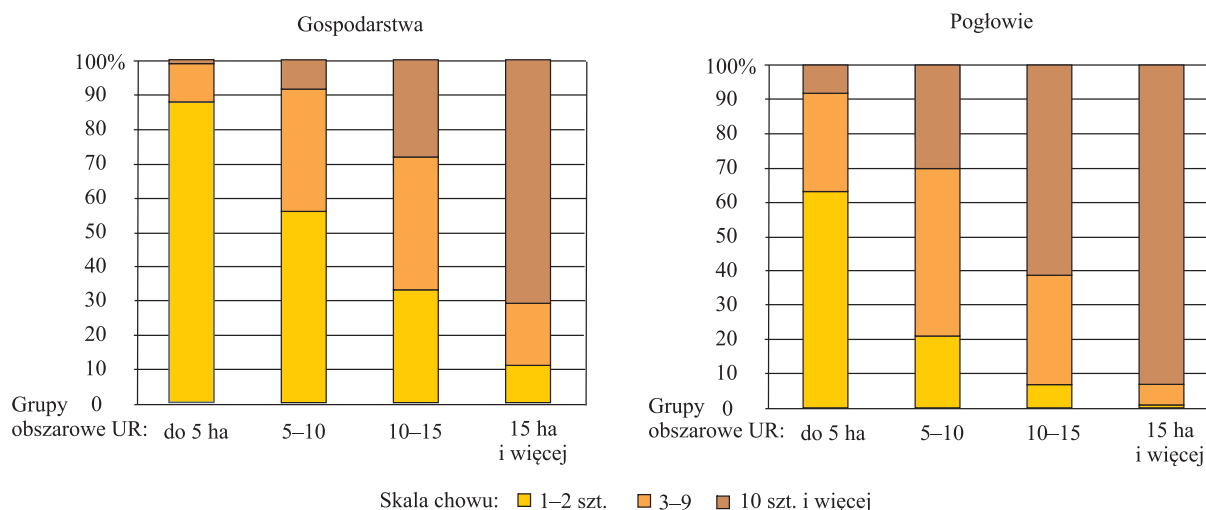 Gospodarstwa
100%
90
80
70
60
50
40
30
20
10
0
Grupy
obszarowe UR:
do 5 ha
5–10
10–15
15 ha
i więcej
Pogłowie
100%
90
80
70
60
50
40
30
20
10
0
Grupy
obszarowe UR:
do 5 ha
5–10
10–15
15 ha
i więcej
Skala chowu: 1–2 szt. 3–9 10 szt. i więcej